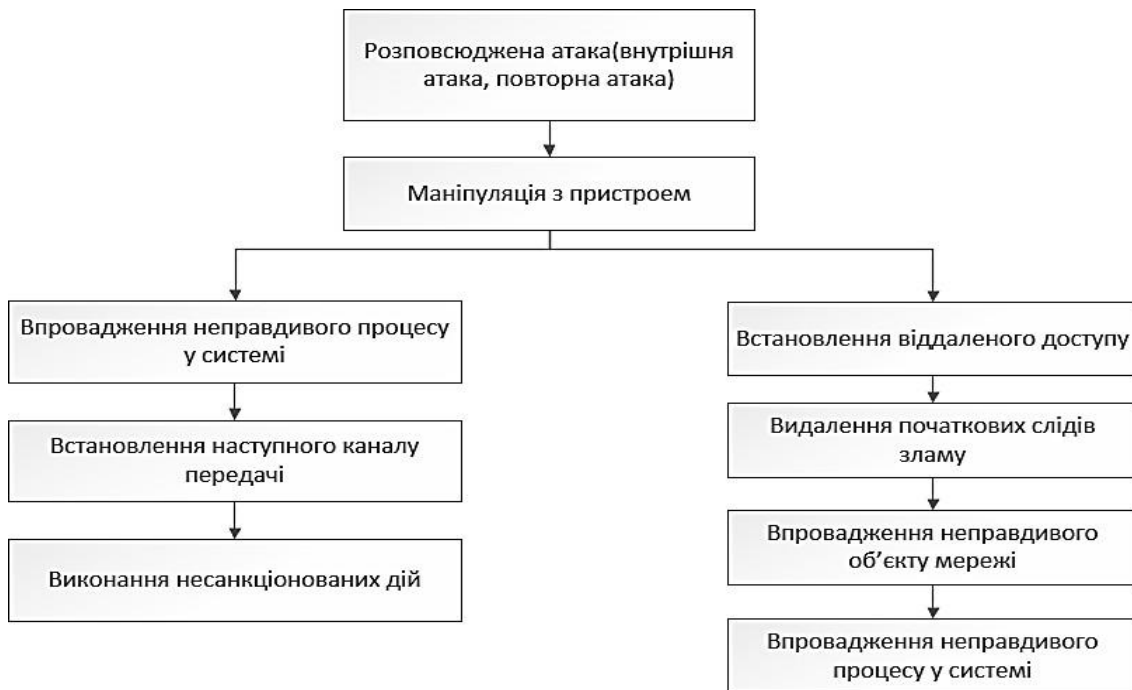 Розповсюджена атака(внутрішня
атака, повторна атака)
Маніпуляція з пристроєм
Впровадження неправдивого процесу
у системі
Встановлення наступного каналу
передачі
Виконання несанкціонованих дій
Встановлення віддаленого доступу
Видалення початкових слідів
зламу
Впровадження неправдивого
об’єкту мережі
Впровадження неправдивого
процесу у системі